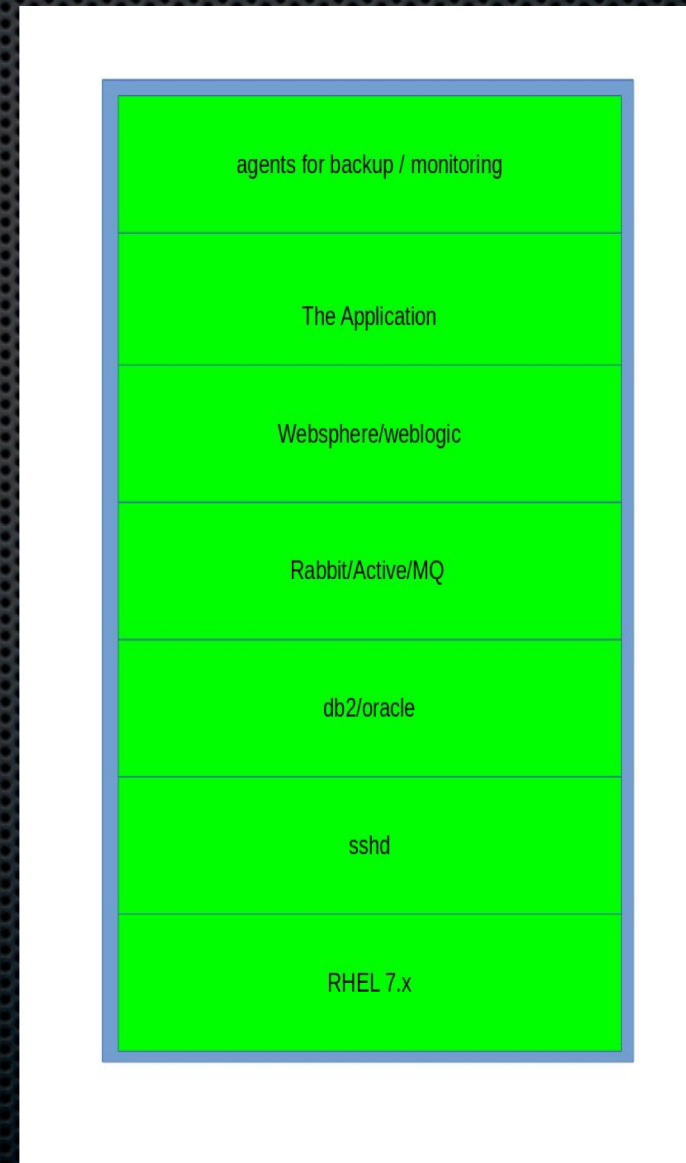 agents for backup / monitoring
The Application
Websphere/weblogic
Rabbit/Active/MQ
db2/oracle
sshd
RHEL 7.x